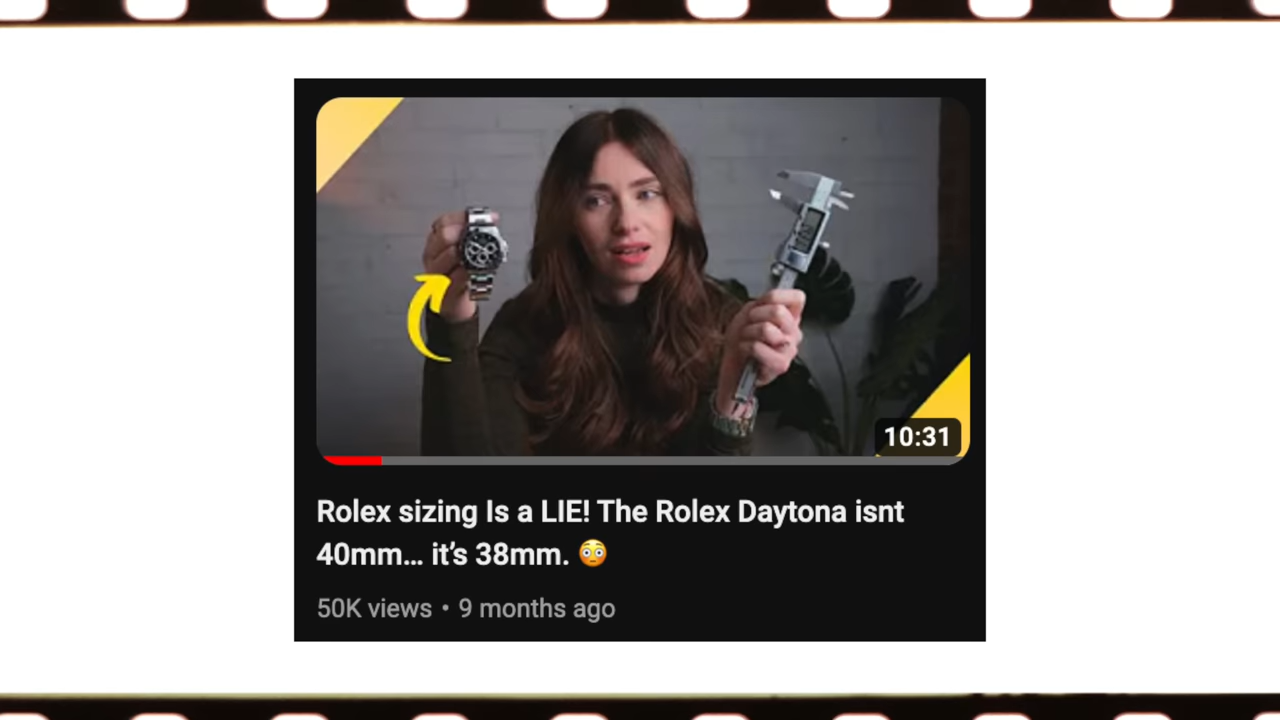 10:31
Rolex sizing Is a LIE! The Rolex Daytona isnt
40mm... it's 38mm. 😳
50K views • 9 months ago